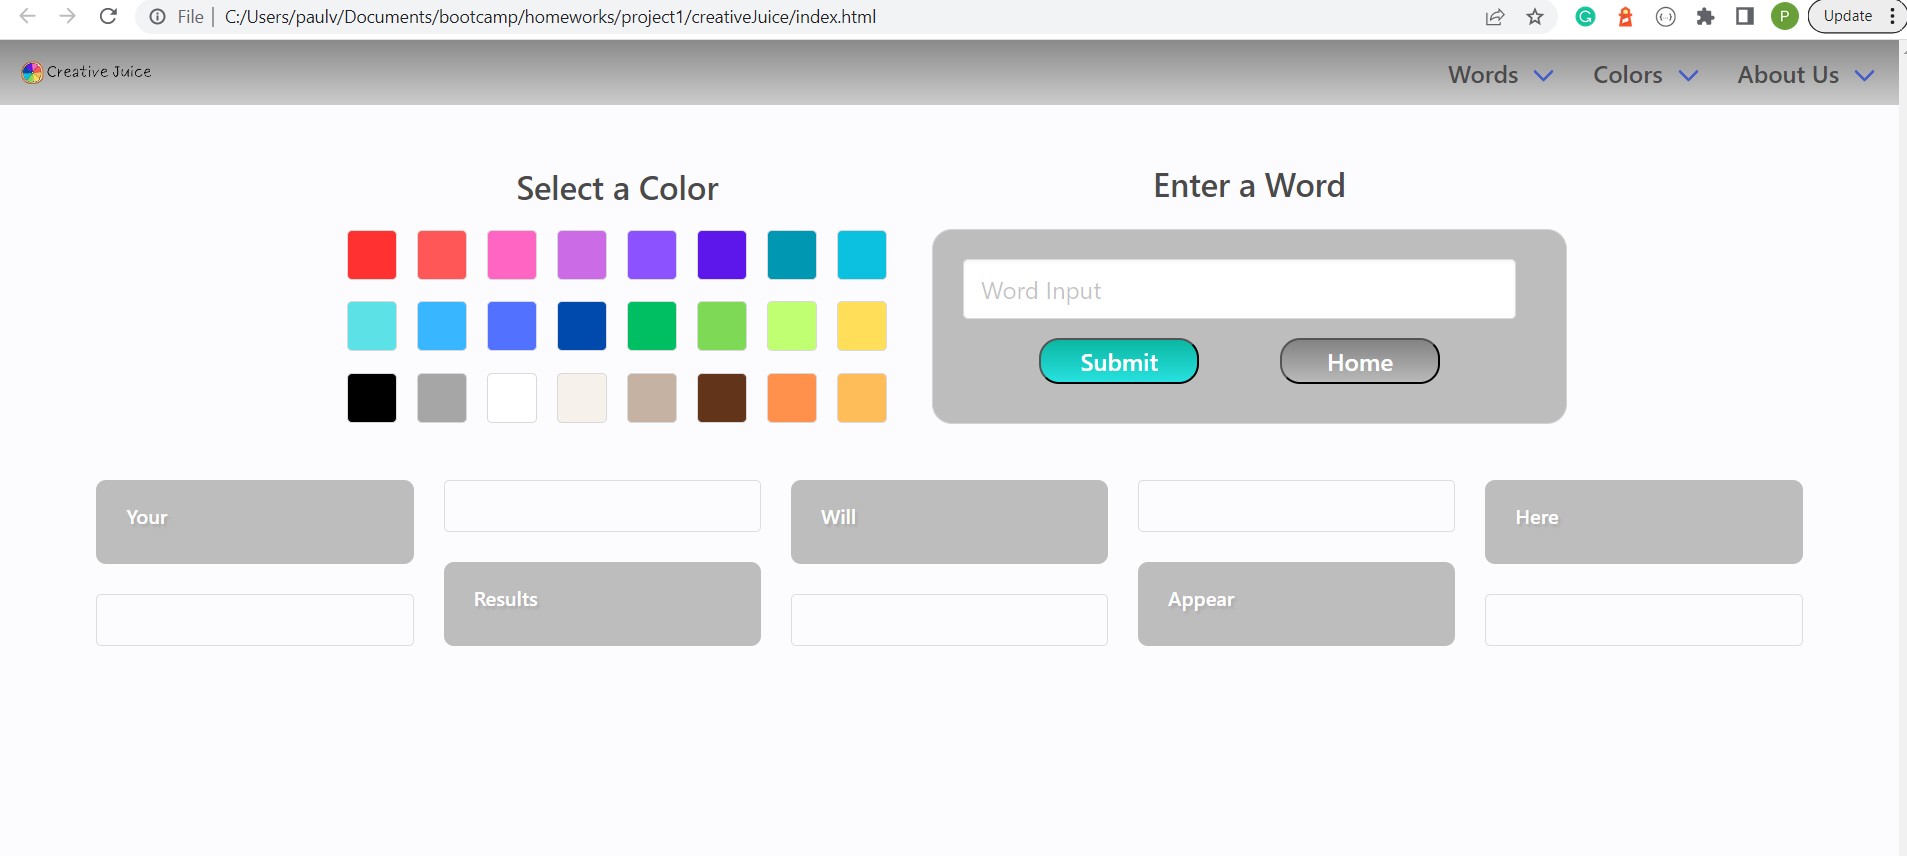 File | C:/Users/paulv/Documents/bootcamp/homeworks/project1/creativeJuice/index.html
G
P
Update
Creative Juice
Words
Colors
About Us
Select a Color
Enter a Word
Word Input
Submit
Home
Your
Will
Here
Results
Appear